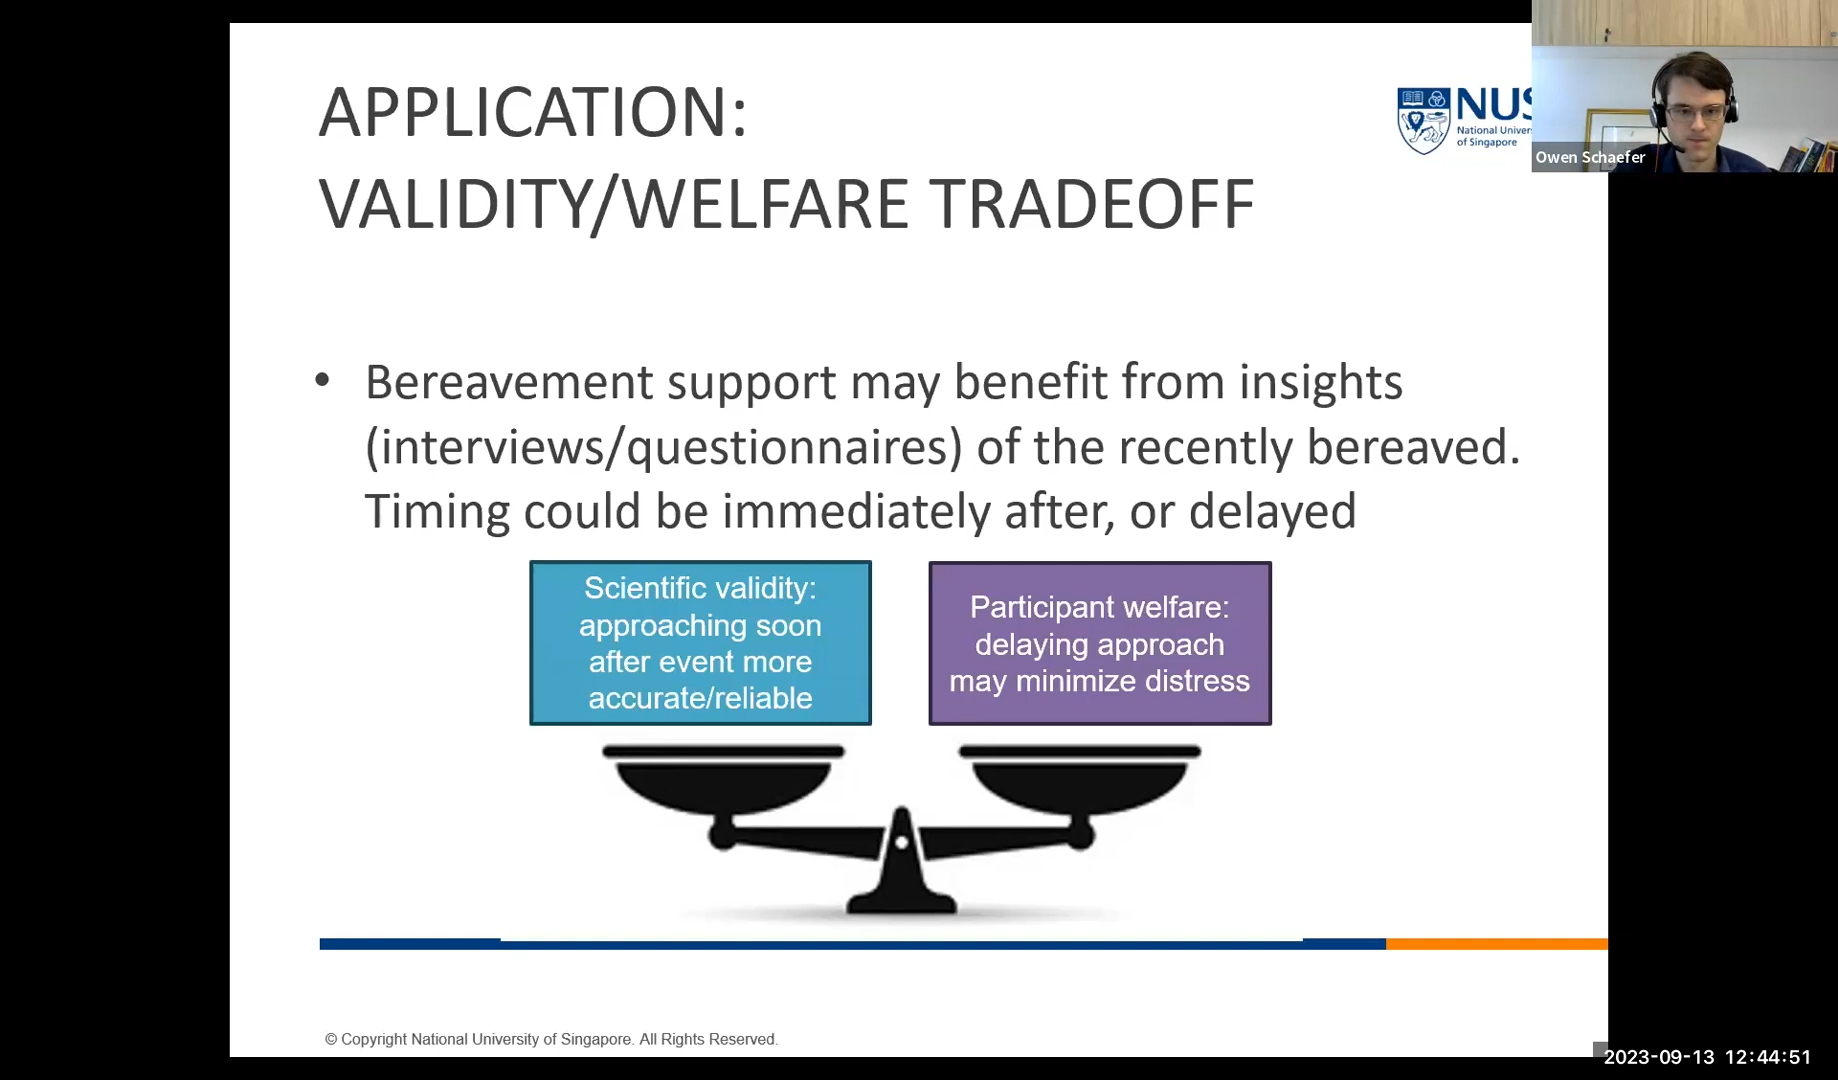 APPLICATION:
VALIDITY/WELFARE TRADEOFF
NUS
National Univer
of Singapore
Owen Schaefer
• Bereavement support may benefit from insights
(interviews/questionnaires) of the recently bereaved.
Timing could be immediately after, or delayed
Scientific validity:
approaching soon
after event more
accurate/reliable
Participant welfare:
delaying approach
may minimize distress
© Copyright National University of Singapore. All Rights Reserved.
2023-09-13 12:44:51